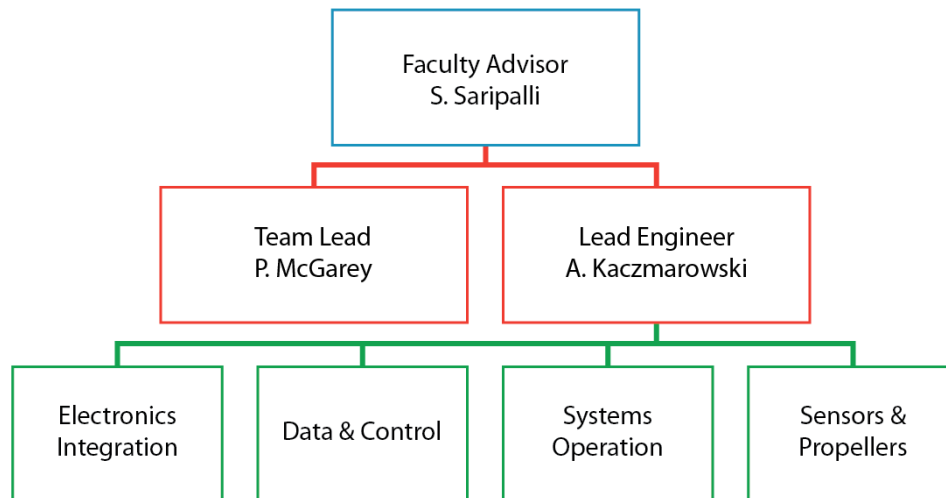 Faculty Advisor
S. Saripalli
Team Lead
P. McGarey
Lead Engineer
A. Kaczmarowski
Electronics
Integration
Data & Control
Systems
Operation
Sensors &
Propellers